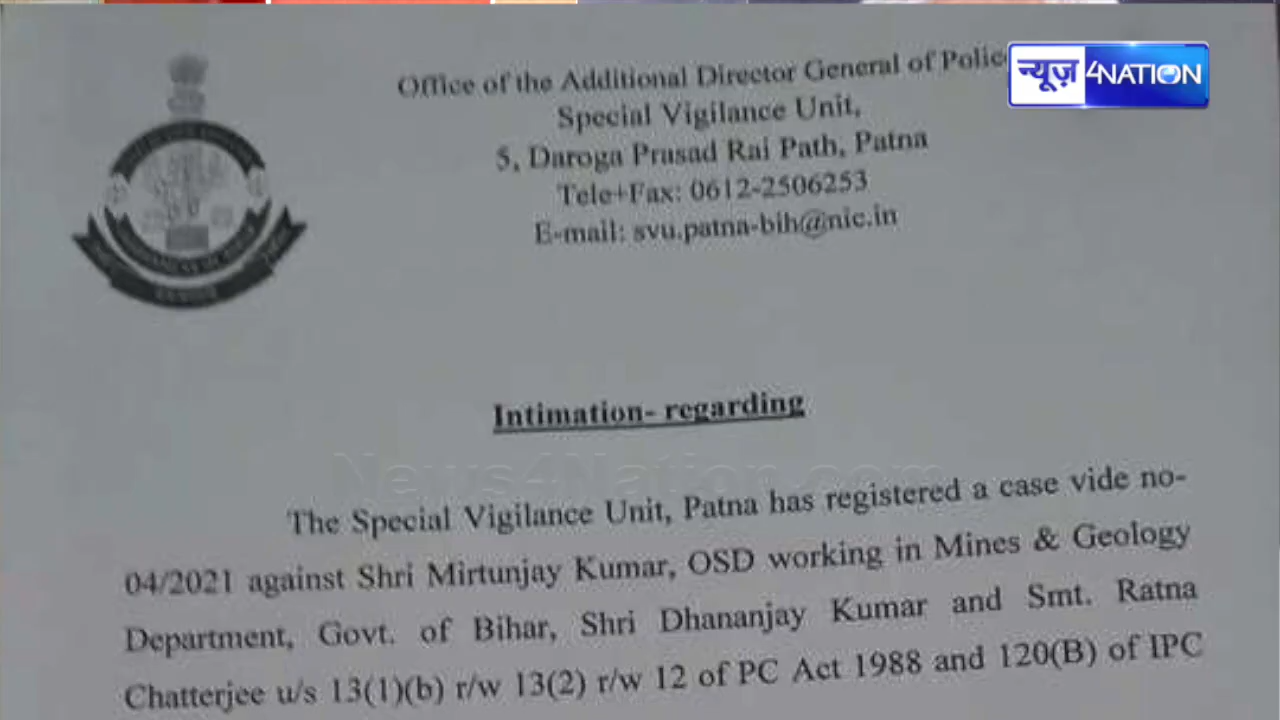 Office of the Additional Director General of Police
न्यूज़ 4NATION
Special Vigilance Unit,
5, Daroga Prasad Rai Path, Patna
Tele+Fax: 0612-2506253
E-mail: svu.patna-bih@nic.in
Intimation- regarding
News4Nation.com
The Special Vigilance Unit, Patna has registered a case vide no-
04/2021 against Shri Mirtunjay Kumar, OSD working in Mines & Geology
Department, Govt. of Bihar, Shri Dhananjay Kumar and Smt. Ratna
Chatterjee u/s 13(1)(b) r/w 13(2) r/w 12 of PC Act 1988 and 120(B) of IPC